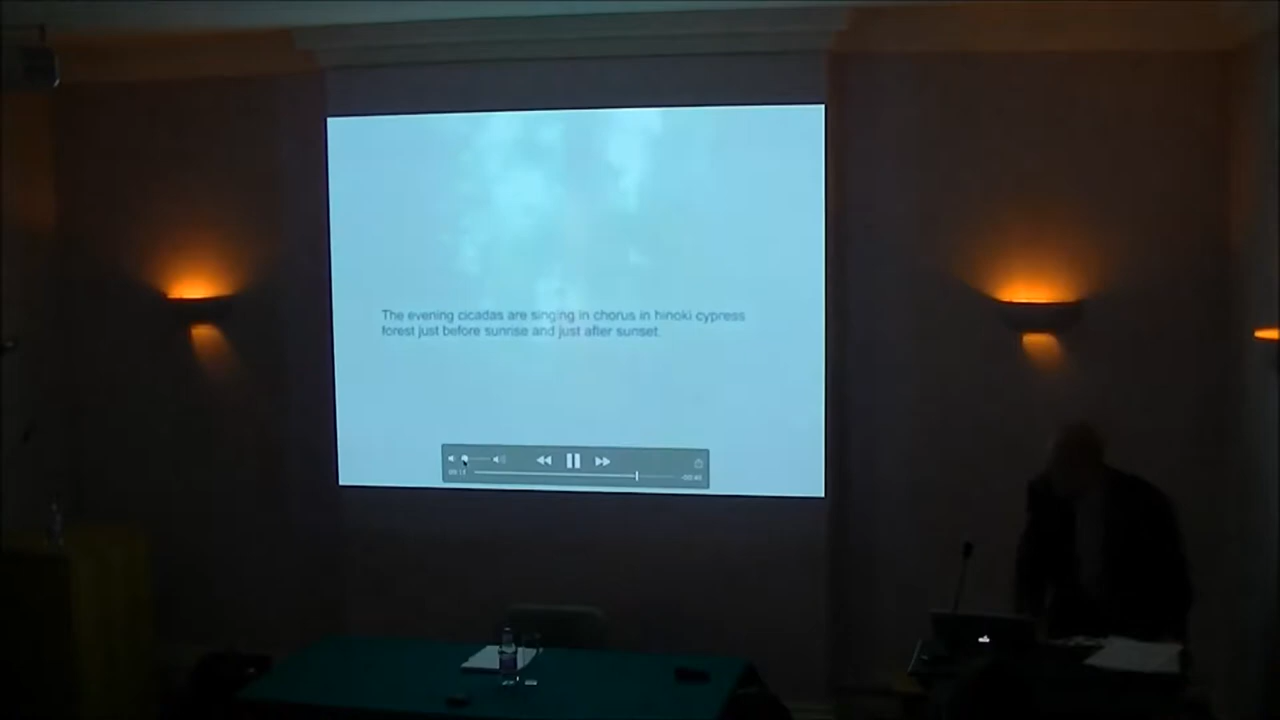 The evening cicadas are singing in chorus in hinoki cypress
forest just before sunrise and just after sunset.